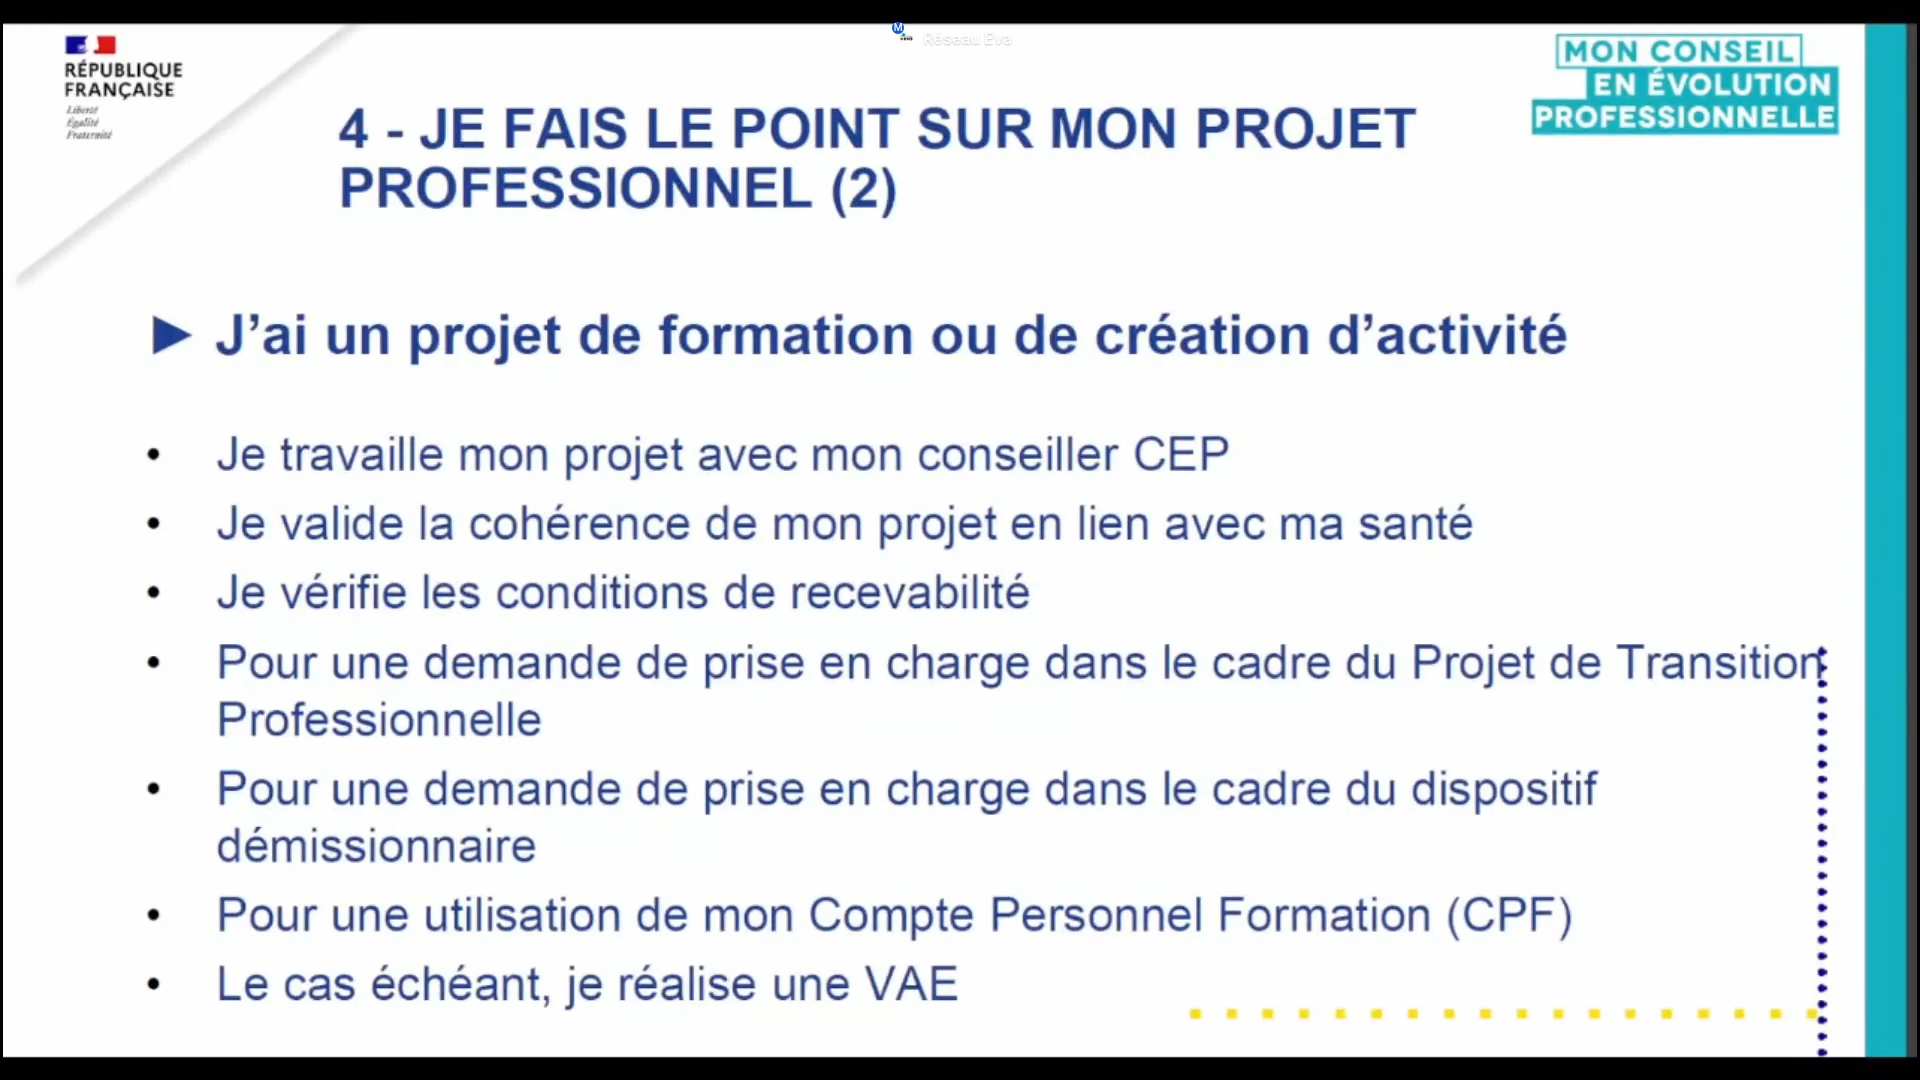 Réseau Eva
RÉPUBLIQUE
FRANÇAISE
Liberté
Égalité
Fraternité
MON CONSEIL
EN ÉVOLUTION
PROFESSIONNELLE
4 - JE FAIS LE POINT SUR MON PROJET
PROFESSIONNEL (2)
► J’ai un projet de formation ou de création d’activité
• Je travaille mon projet avec mon conseiller CEP
• Je valide la cohérence de mon projet en lien avec ma santé
• Je vérifie les conditions de recevabilité
• Pour une demande de prise en charge dans le cadre du Projet de Transition
Professionnelle
• Pour une demande de prise en charge dans le cadre du dispositif
démissionnaire
• Pour une utilisation de mon Compte Personnel Formation (CPF)
• Le cas échéant, je réalise une VAE